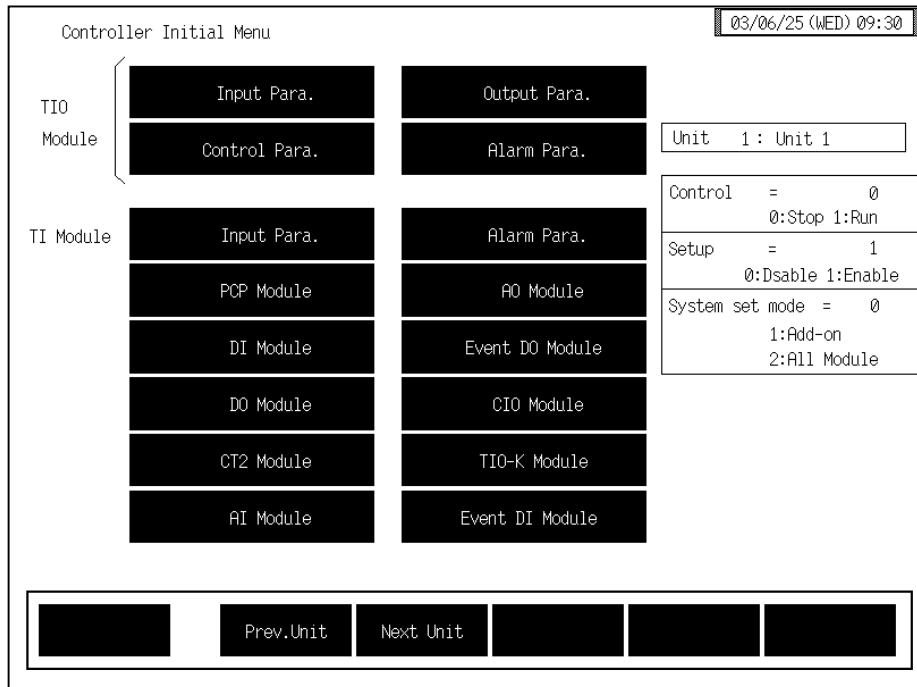 Controller Initial Menu
03/06/25(WED)09:30
TIO
Module
Input Para.
Output Para.
Control Para.
Alarm Para.
Unit 1: Unit 1
Control = 0
0:Stop 1:Run
Setup = 1
0:Dsable 1:Enable
System set mode = 0
1:Add-on
2:All Module
TI Module
Input Para.
Alarm Para.
PCP Module
AO Module
DI Module
Event DO Module
DO Module
CIO Module
CT2 Module
TIO-K Module
AI Module
Event DI Module
Prev.Unit
Next Unit